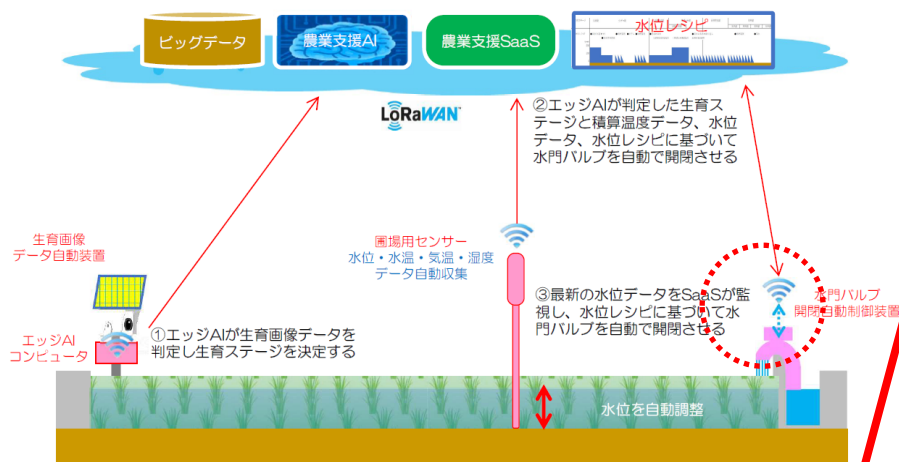 ビッグデータ
農業支援AI
農業支援SaaS
水位レシピ
LoRaWAN™
②エッジAIが判定した生育ス
テージと積算温度データ、水位
データ、水位レシピに基づいて
水門バルブを自動で開閉させる
生育画像
データ自動装置
圃場用センサー
水位・水温・気温・湿度
データ自動収集
③最新の水位データをSaaSが監
視し、水位レシピに基づいて水
門バルブを自動で開閉させる
水門バルブ
開閉自動制御装置
エッジAI
コンピュータ
①エッジAIが生育画像データを
判定し生育ステージを決定する
水位を自動調整